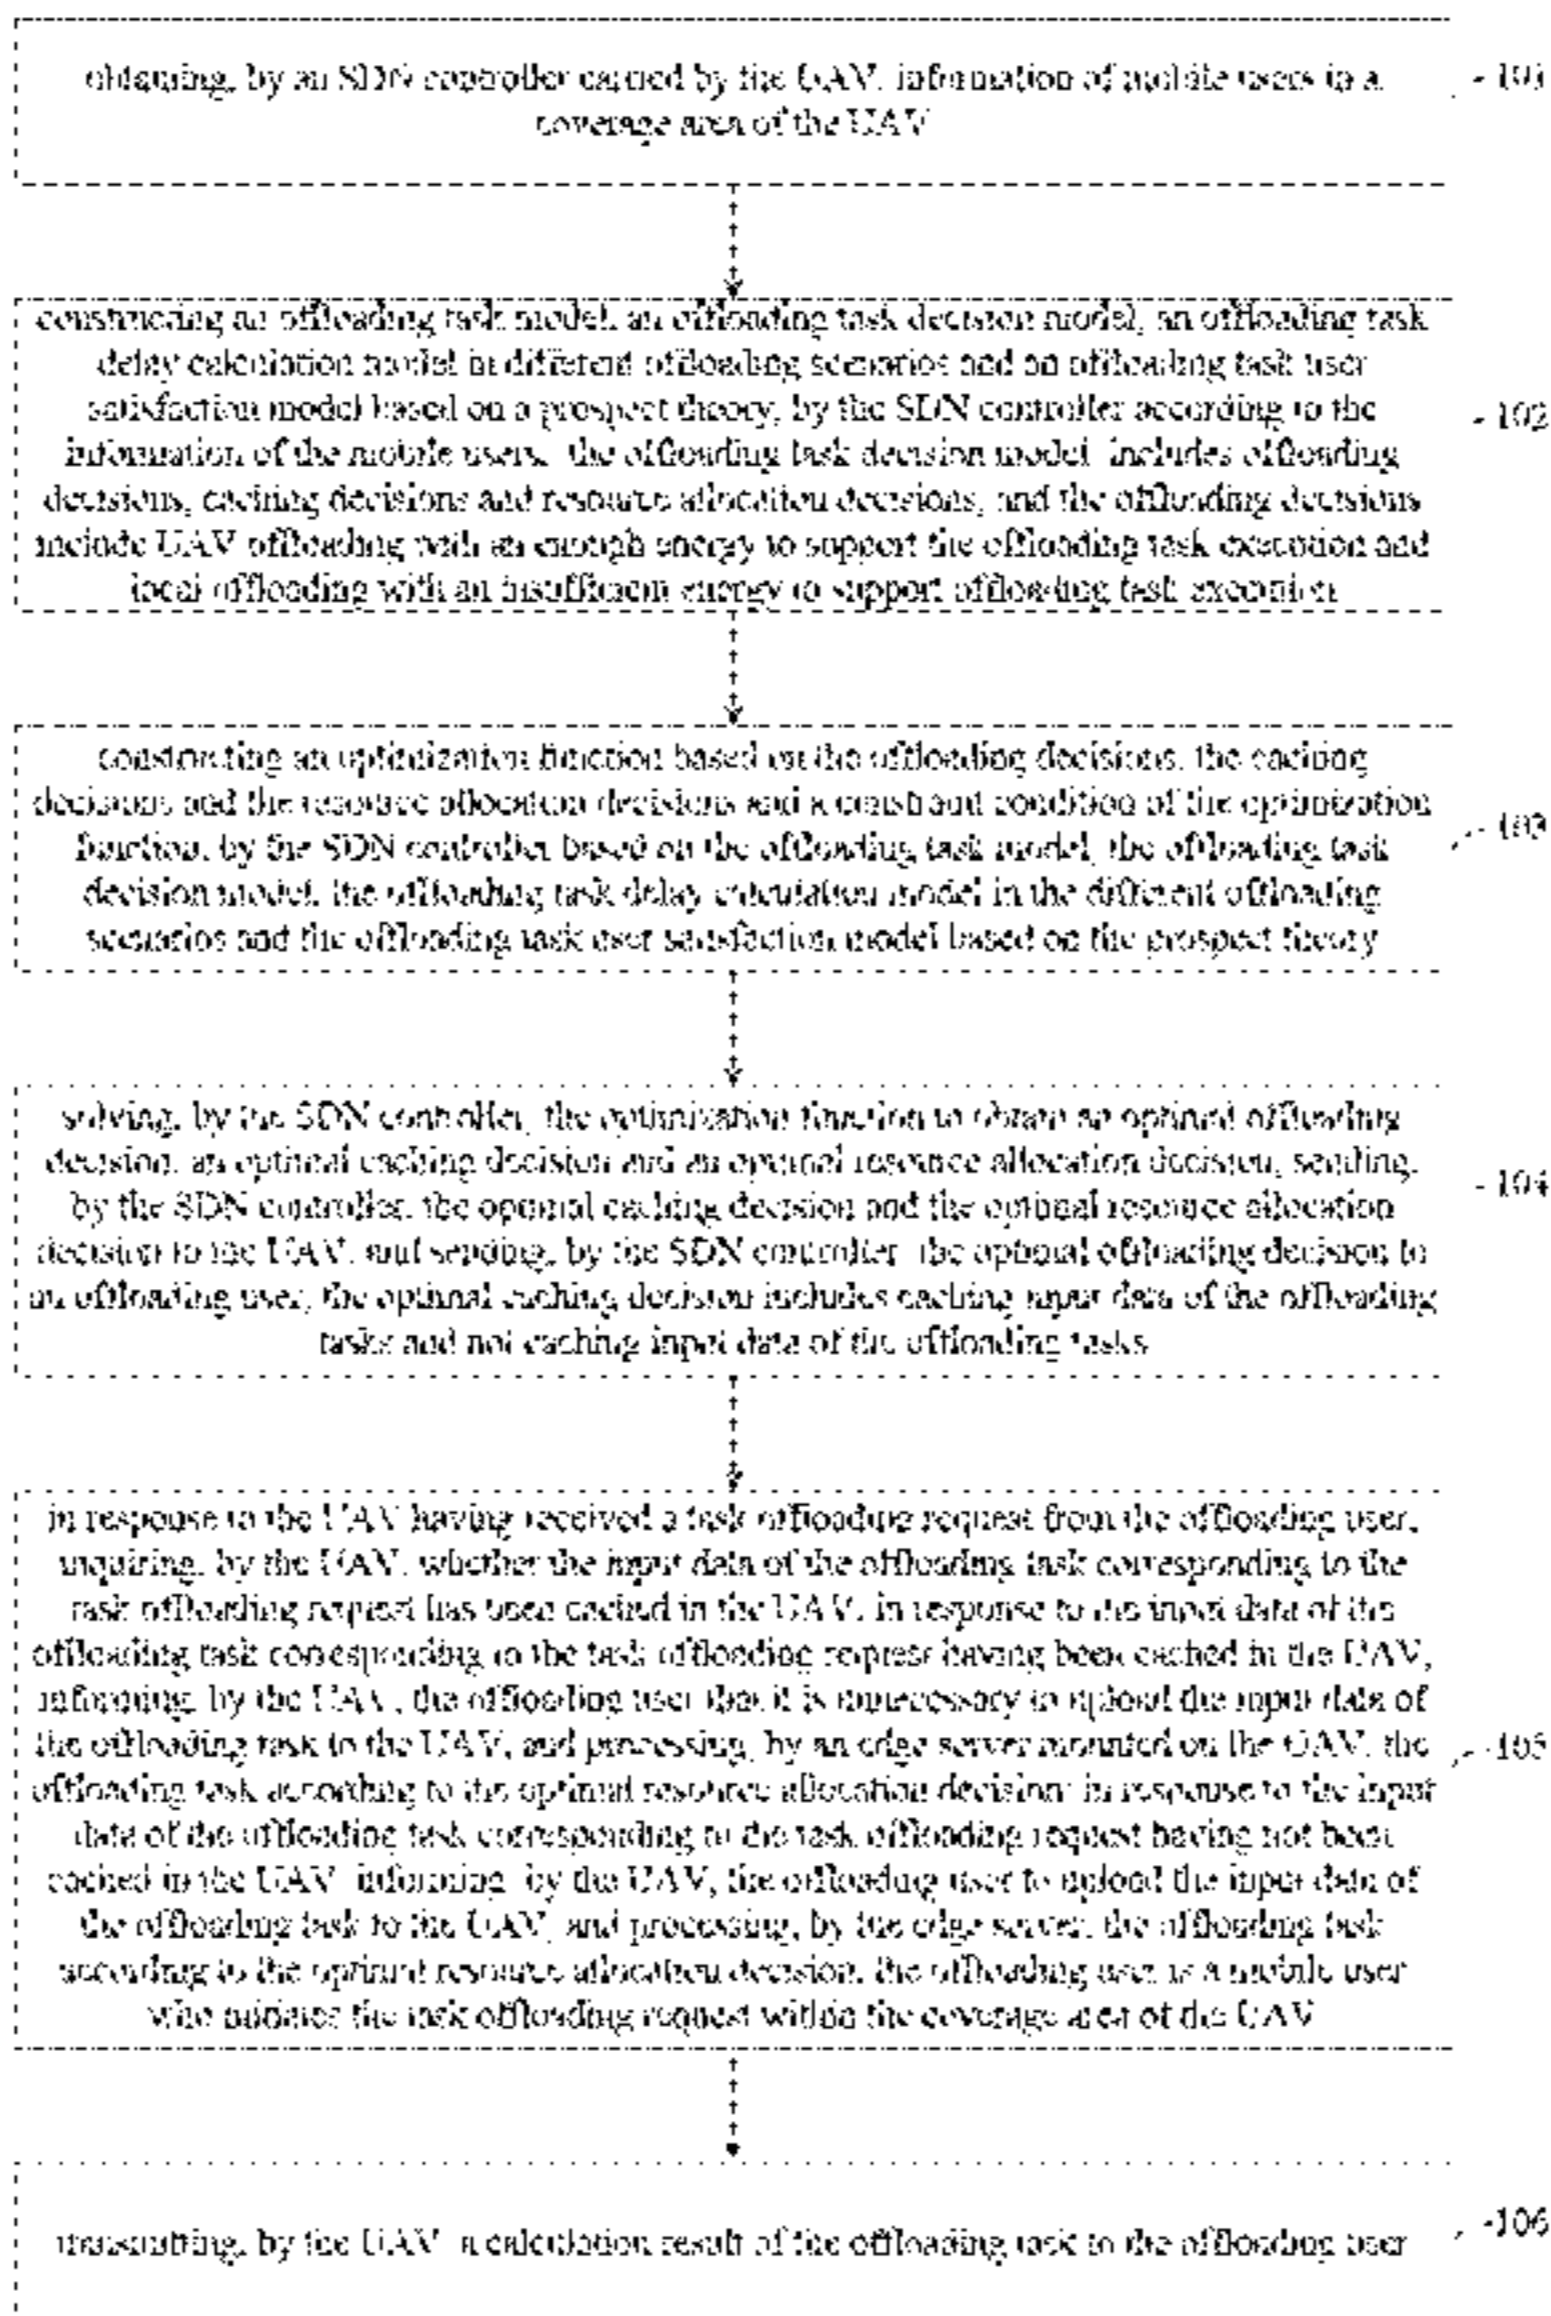 obtaining, by an SDN controller carried by the UAV, information of mobile users in a
coverage area of the UAV
101
constructing an offloading task model, an offloading task decision model, an offloading task
delay calculation model in different offloading scenarios and an offloading task user
satisfaction model based on a prospect theory, by the SDN controller according to the
information of the mobile users, the offloading task decision model includes offloading
decisions, caching decisions and resource allocation decisions, and the offloading decisions
include UAV offloading with an enough energy to support the offloading task execution and
local offloading with an insufficient energy to support offloading task execution
102
constructing an optimization function based on the offloading decisions, the caching
decisions and the resource allocation decisions and a constraint condition of the optimization
function, by the SDN controller based on the offloading task model, the offloading task
decision model, the offloading task delay calculation model in the different offloading
scenarios and the offloading task user satisfaction model based on the prospect theory
103
solving, by the SDN controller, the optimization function to obtain an optimal offloading
decision, an optimal caching decision and an optimal resource allocation decision, sending,
by the SDN controller, the optimal caching decision and the optimal resource allocation
decision to the UAV, and sending, by the SDN controller, the optimal offloading decision to
an offloading user, the optimal caching decision includes caching input data of the offloading
tasks and not caching input data of the offloading tasks
104
in response to the UAV having received a task offloading request from the offloading user,
inquiring, by the UAV, whether the input data of the offloading task corresponding to the
task offloading request has been cached in the UAV, in response to the input data of the
offloading task corresponding to the task offloading request having been cached in the UAV,
informing, by the UAV, the offloading user that it is unnecessary to upload the input data of
the offloading task to the UAV, and processing, by an edge server mounted on the UAV, the
offloading task according to the optimal resource allocation decision; in response to the input
data of the offloading task corresponding to the task offloading request having not been
cached in the UAV, informing, by the UAV, the offloading user to upload the input data of
the offloading task to the UAV, and processing, by the edge server, the offloading task
according to the optimal resource allocation decision, the offloading user is a mobile user
who initiates the task offloading request within the coverage area of the UAV
105
transmitting, by the UAV, a calculation result of the offloading task to the offloading user
106